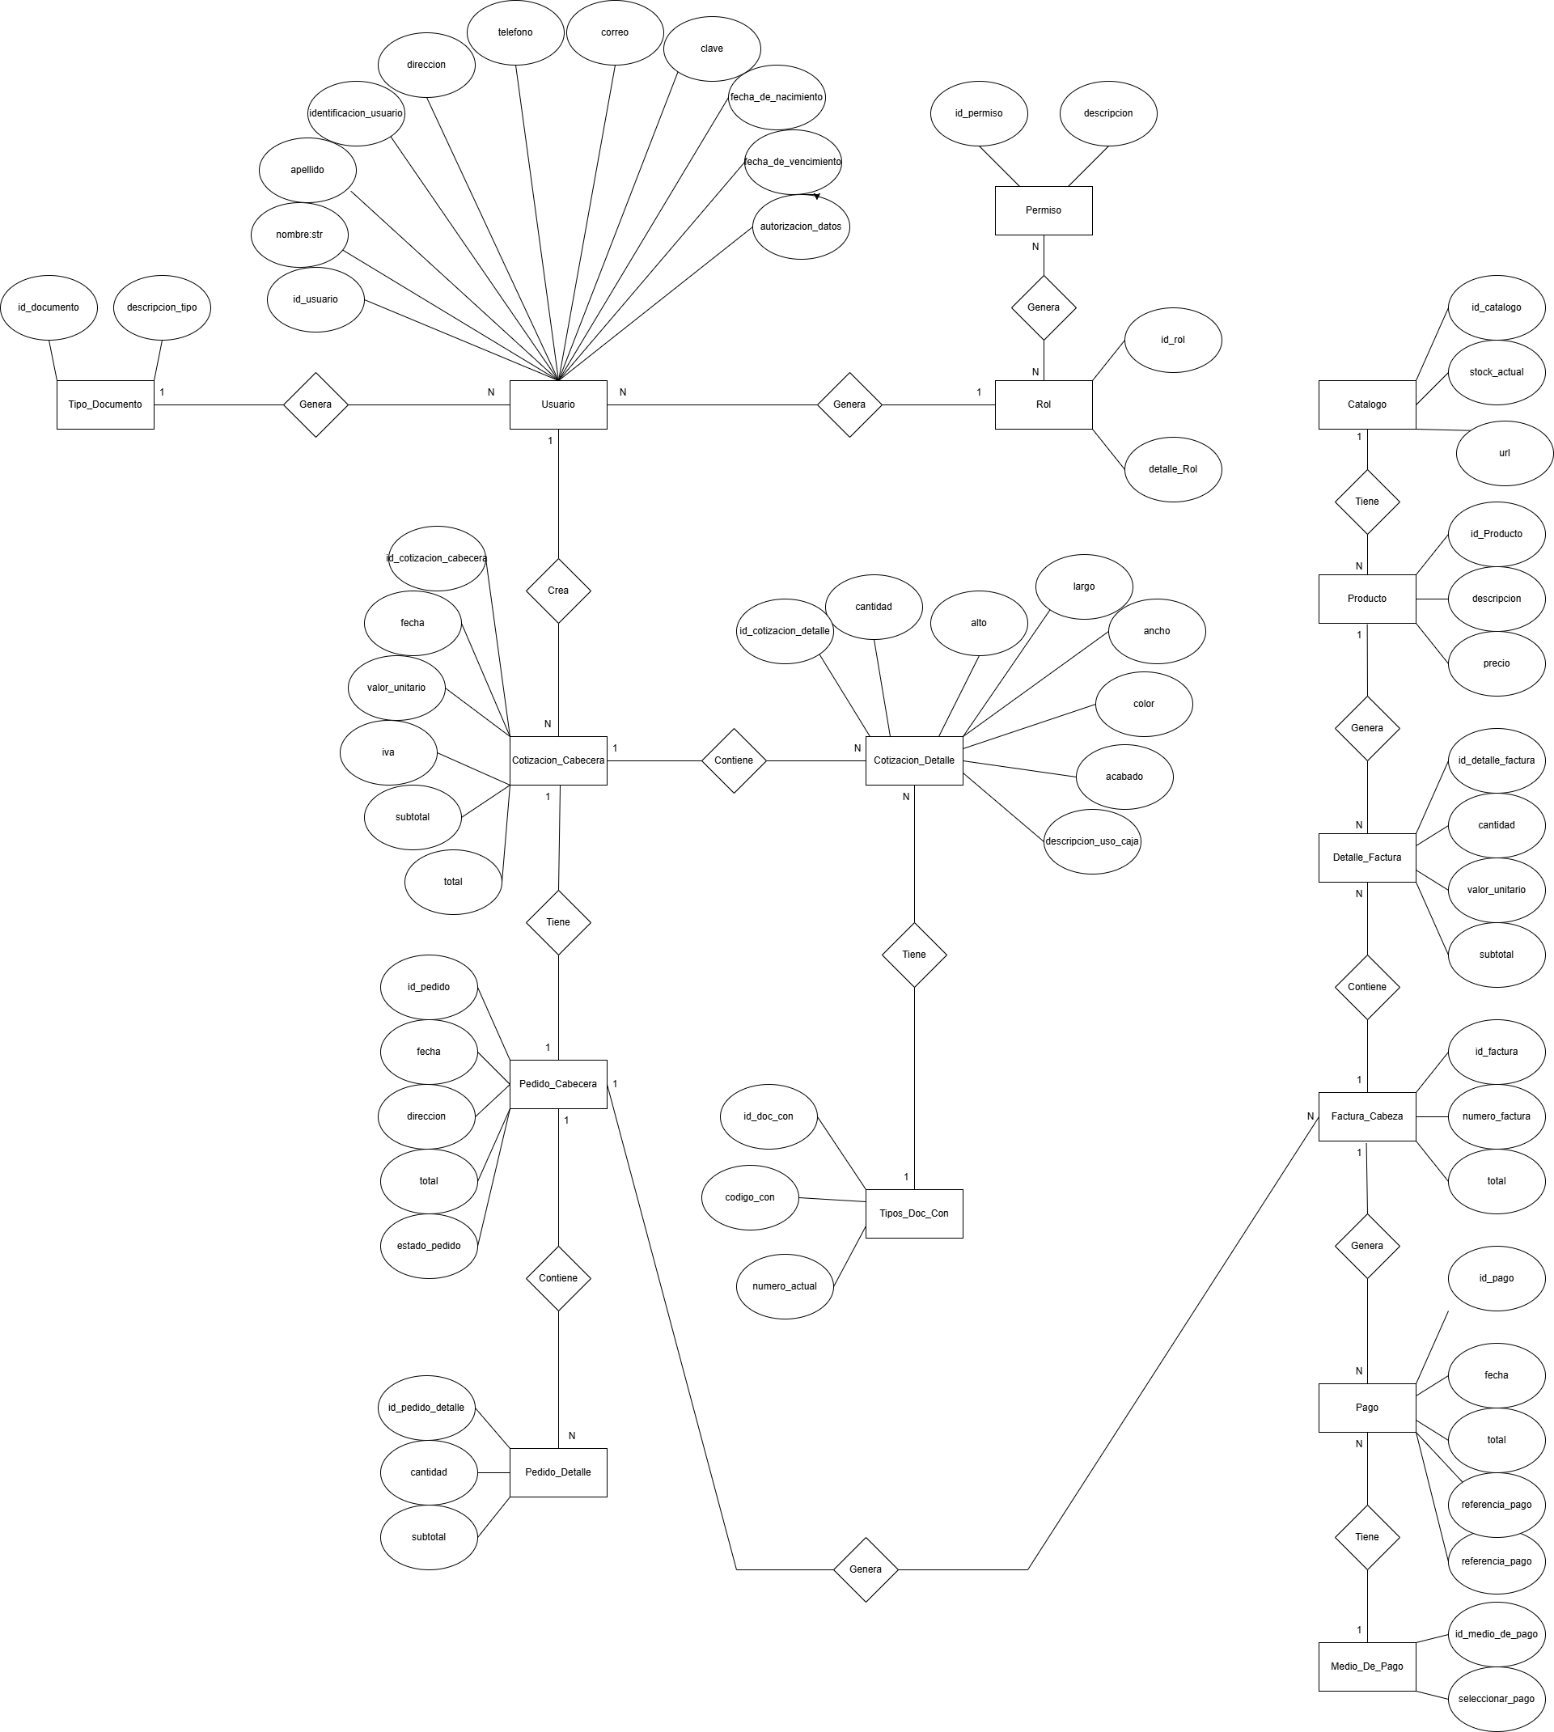 telefono
correo
clave
direccion
fecha_de_nacimiento
identificacion_usuario
id_permiso
descripcion
apellido
fecha_de_vencimiento
Permiso
autorizacion_datos
nombre:str
N
id_usuario
id_documento
descripcion_tipo
Genera
id_catalogo
id_rol
N
stock_actual
1
N
N
1
Tipo_Documento
Genera
Usuario
Genera
Rol
Catalogo
1
1
url
detalle_Rol
Tiene
id_Producto
id_cotizacion_cabecera
N
Crea
largo
Producto
descripcion
cantidad
fecha
id_cotizacion_detalle
alto
ancho
1
precio
valor_unitario
color
N
Genera
1
N
iva
Cotizacion_Cabecera
Contiene
Cotizacion_Detalle
id_detalle_factura
acabado
1
N
subtotal
N
cantidad
descripcion_uso_caja
Detalle_Factura
total
valor_unitario
N
Tiene
Tiene
subtotal
id_pedido
Contiene
1
fecha
id_factura
1
Pedido_Cabecera
1
direccion
1
id_doc_con
N
Factura_Cabeza
numero_factura
1
total
1
total
codigo_con
Tipos_Doc_Con
estado_pedido
Genera
Contiene
numero_actual
id_pago
N
fecha
id_pedido_detalle
Pago
N
N
total
cantidad
Pedido_Detalle
referencia_pago
subtotal
Tiene
Genera
referencia_pago
1
id_medio_de_pago
Medio_De_Pago
seleccionar_pago